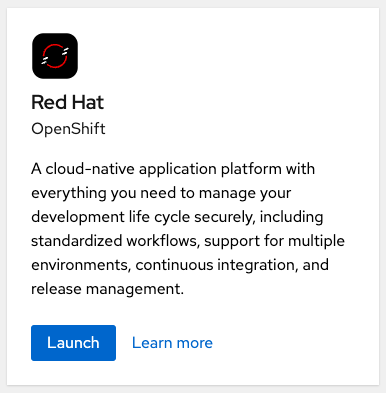 Red Hat
OpenShift
A cloud-native application platform with
everything you need to manage your
development life cycle securely, including
standardized workflows, support for multiple
environments, continuous integration, and
release management.
Launch Learn more